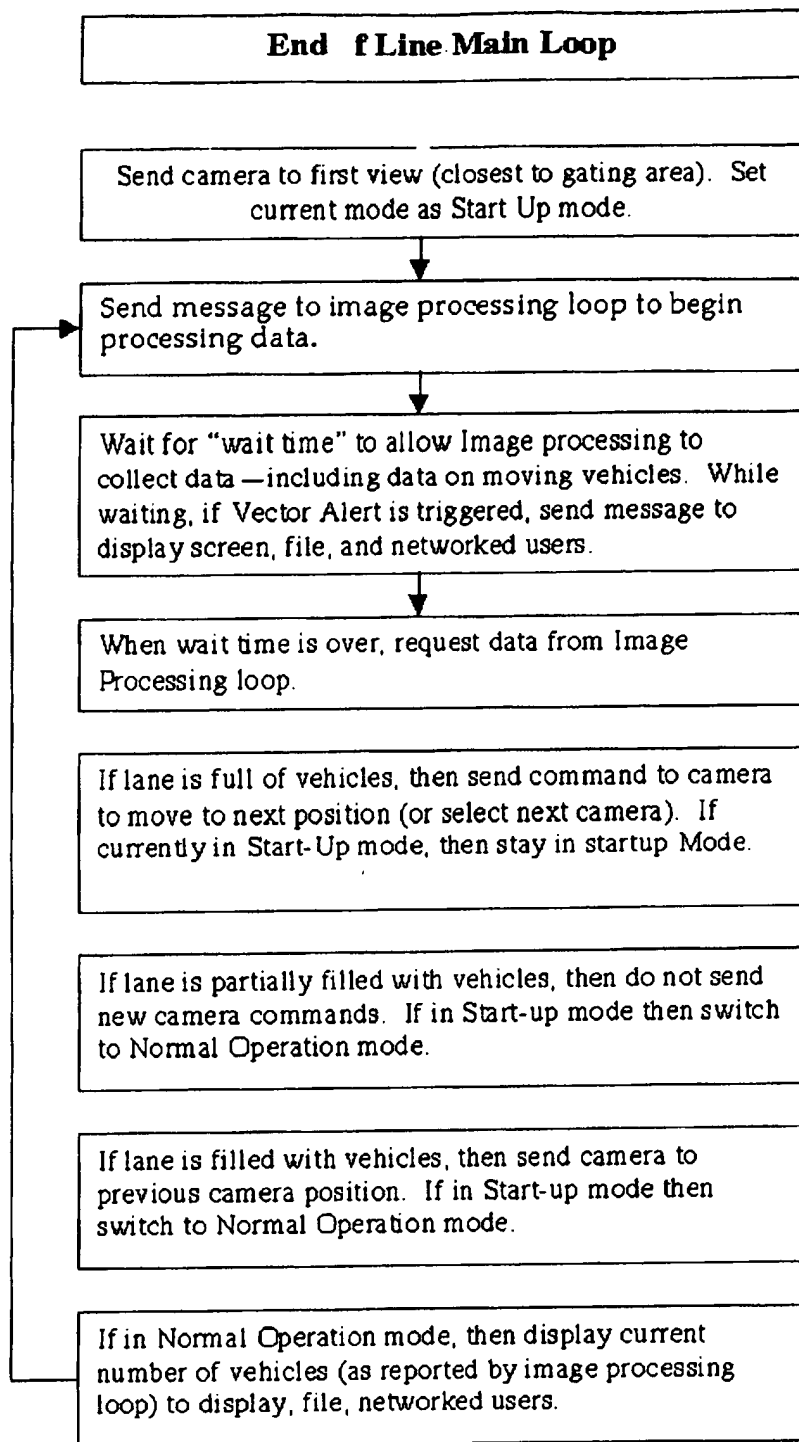 End f Line Main Loop
Send camera to first view (closest to gating area). Set
current mode as Start Up mode.
Send message to image processing loop to begin
processing data.
Wait for “wait time” to allow Image processing to
collect data—including data on moving vehicles. While
waiting, if Vector Alert is triggered, send message to
display screen, file, and networked users.
When wait time is over, request data from Image
Processing loop.
If lane is full of vehicles, then send command to camera
to move to next position (or select next camera). If
currently in Start-Up mode, then stay in startup Mode.
If lane is partially filled with vehicles, then do not send
new camera commands. If in Start-up mode then switch
to Normal Operation mode.
If lane is filled with vehicles, then send camera to
previous camera position. If in Start-up mode then
switch to Normal Operation mode.
If in Normal Operation mode, then display current
number of vehicles (as reported by image processing
loop) to display, file, networked users.